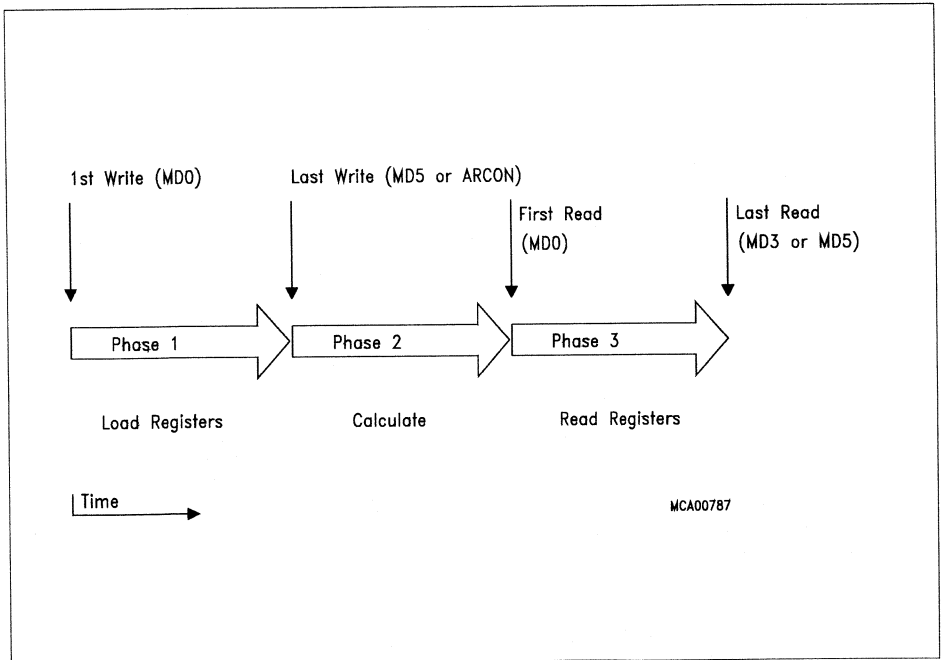 1st Write (MD0)
Last Write (MD5 or ARCON)
First Read
(MD0)
Last Read
(MD3 or MD5)
Phase 1
Phase 2
Phase 3
Load Registers
Calculate
Read Registers
Time
MCA00787